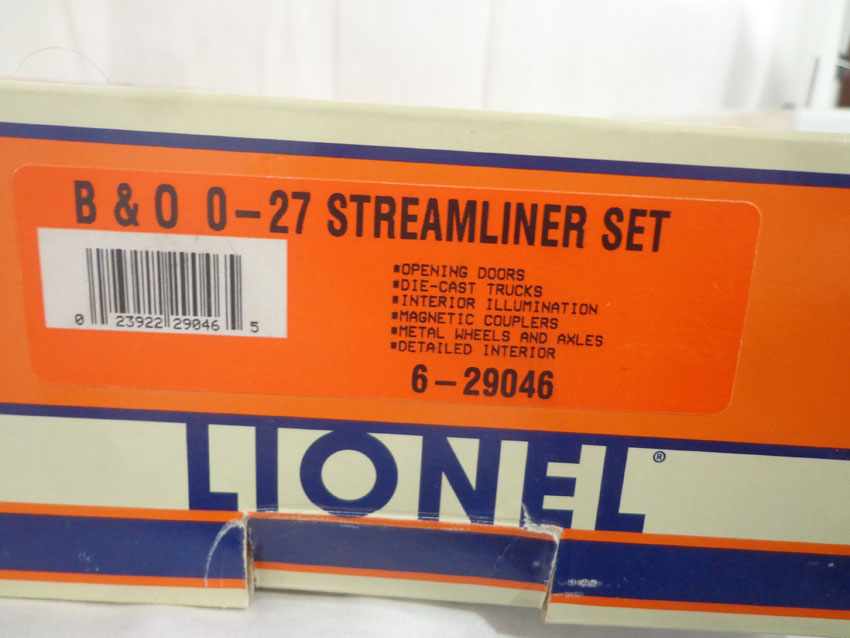 B & O 0-27 STREAMLINER SET
▪OPENING DOORS
▪DIE-CAST TRUCKS
▪INTERIOR ILLUMINATION
▪MAGNETIC COUPLERS
▪METAL WHEELS AND AXLES
▪DETAILED INTERIOR
0 23922 29046 5
6-29046
LIONEL®